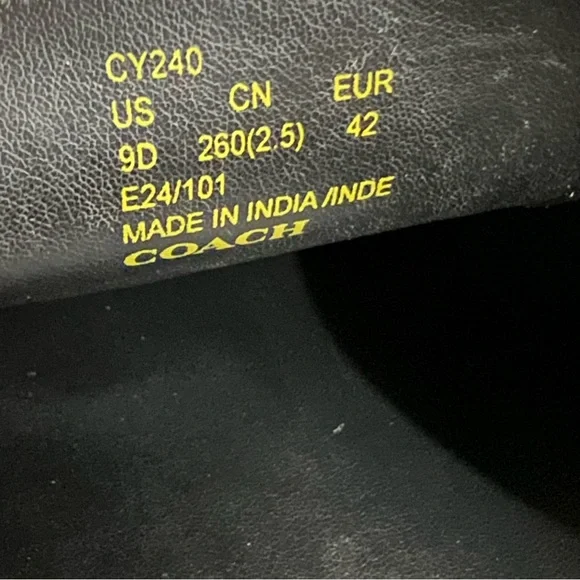 CY240
US CN EUR
9D 260(2.5) 42
E24/101
MADE IN INDIA /INDE
COACH